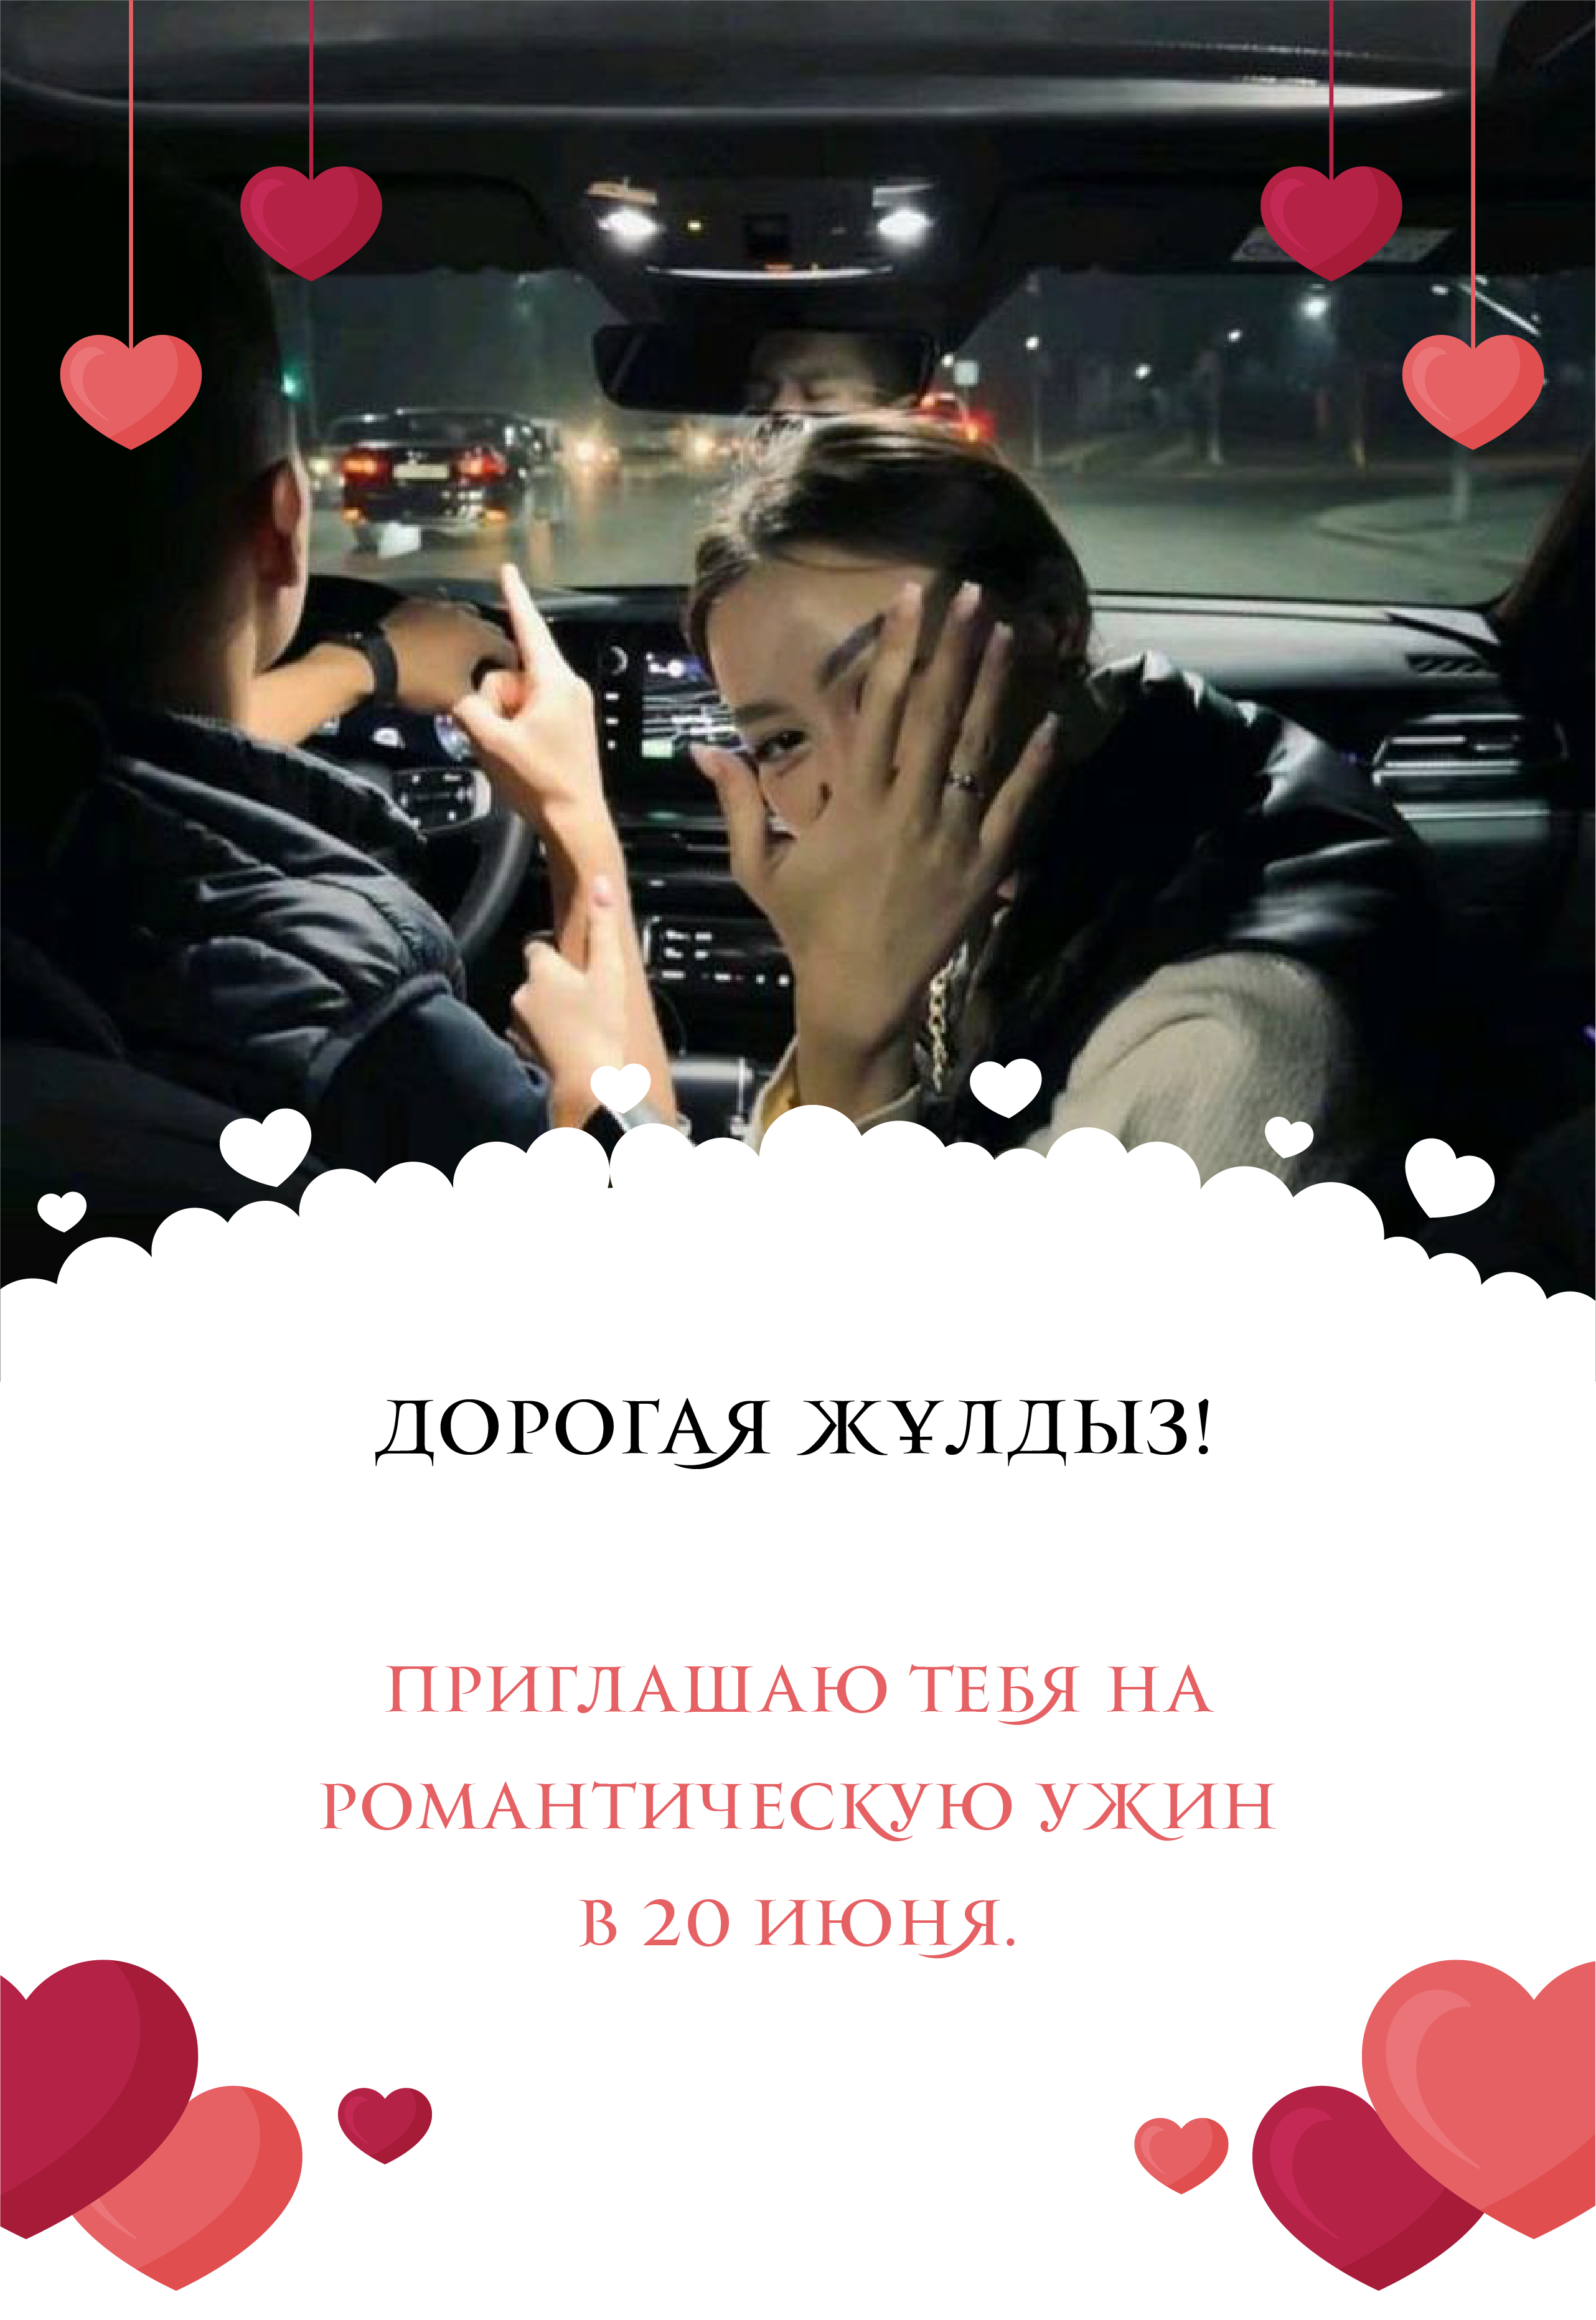 ДОРОГАЯ ЖҰЛДЫЗ!
ПРИГЛАШАЮ ТЕБЯ НА
РОМАНТИЧЕСКУЮ УЖИН
В 20 ИЮНЯ.